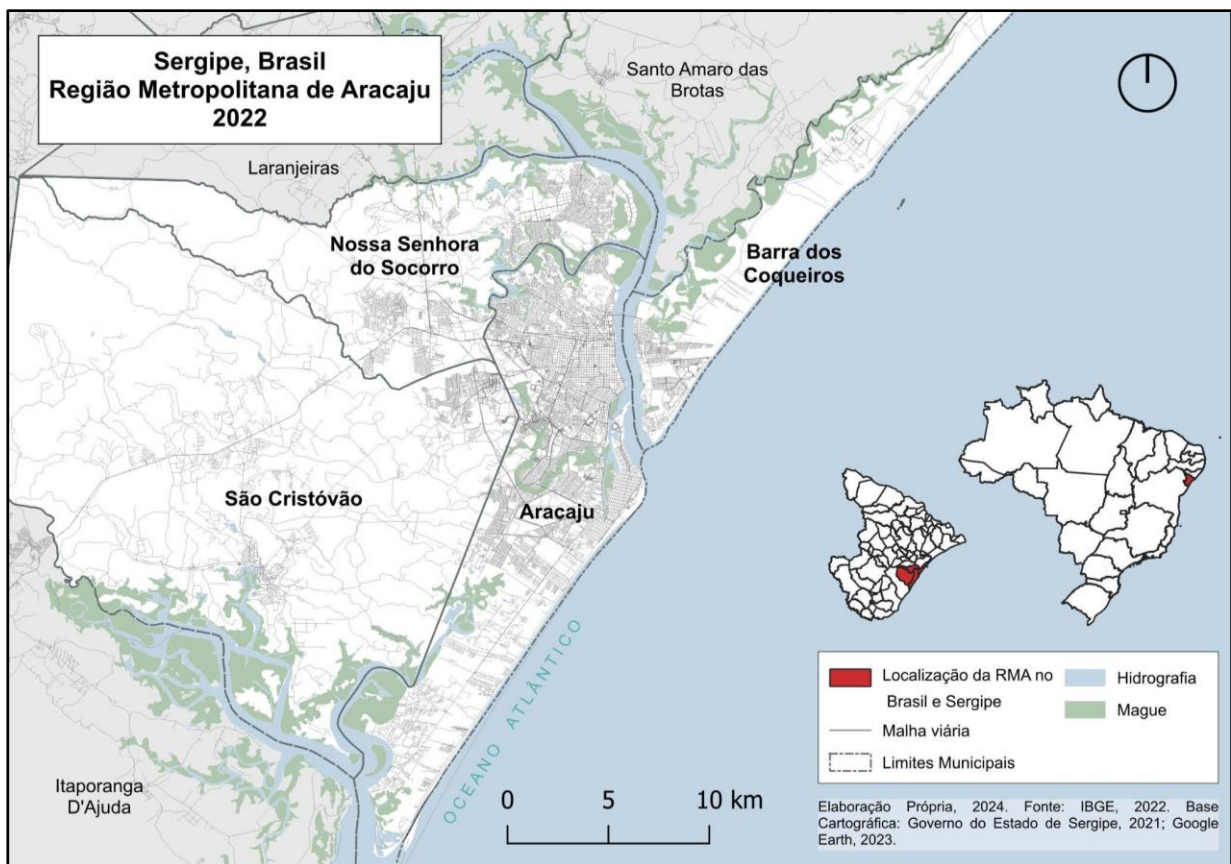 Sergipe, Brasil
Região Metropolitana de Aracaju
2022
Santo Amaro das
Brotas
Laranjeiras
Nossa Senhora
do Socorro
Barra dos
Coqueiros
São Cristóvão
Aracaju
OCEANO ATLÂNTICO
Itaporanga
D'Ajuda
0 5 10 km
Localização da RMA no
Brasil e Sergipe
Malha viária
Limites Municipais
Hidrografia
Mague
Elaboração Própria, 2024. Fonte: IBGE, 2022. Base
Cartográfica: Governo do Estado de Sergipe, 2021; Google
Earth, 2023.